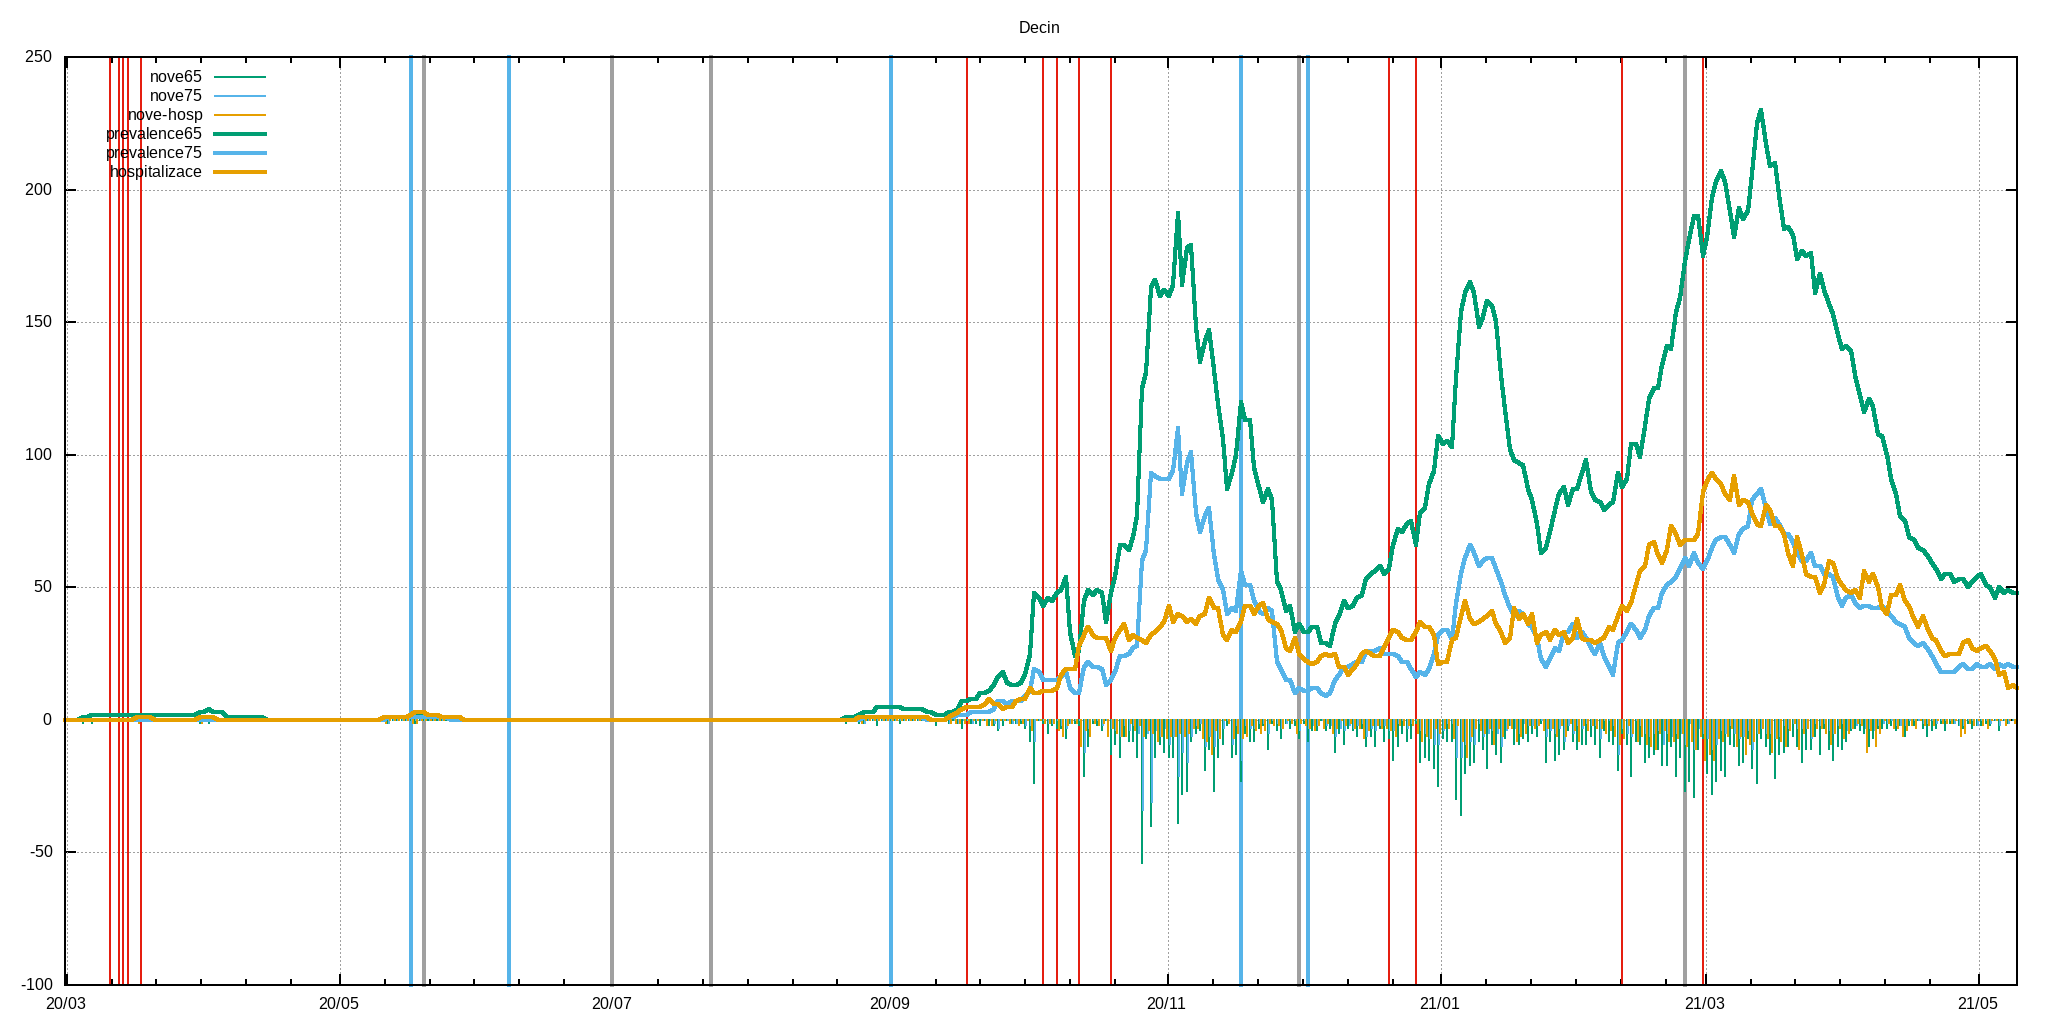 Decin
250
200
150
100
50
0
-50
-100
nove65
nove75
nove-hosp
prevalence65
prevalence75
hospitalizace
20/03 20/05 20/07 20/09 20/11 21/01 21/03 21/05